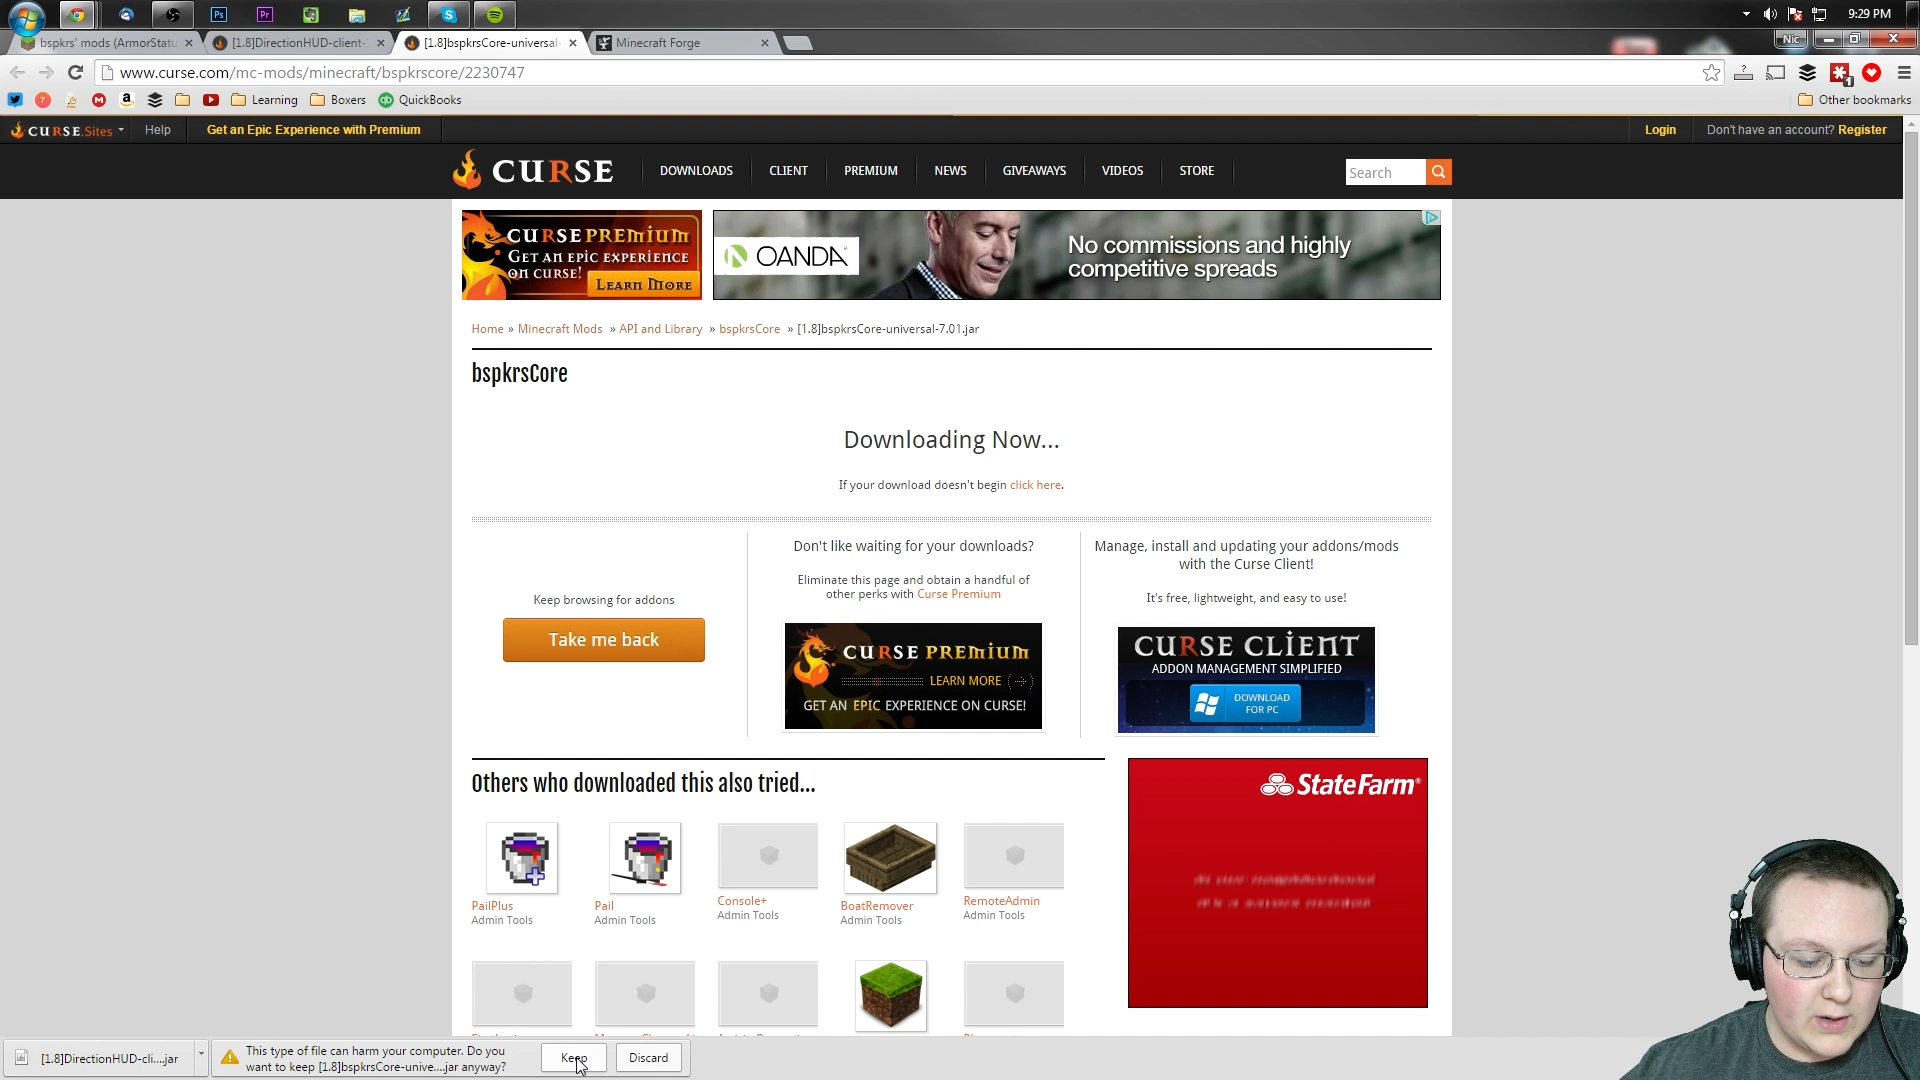 9:29 PM
bspkrs' mods (ArmorStatu
[1.8]DirectionHUD-client-
[1.8]bspkrsCore-universal-
Minecraft Forge
Nic
www.curse.com/mc-mods/minecraft/bspkrscore/2230747
Learning
Boxers
QuickBooks
Other bookmarks
CURSE.Sites
Help
Get an Epic Experience with Premium
Login
Don't have an account? Register
CURSE
DOWNLOADS
CLIENT
PREMIUM
NEWS
GIVEAWAYS
VIDEOS
STORE
Search
CURSE PREMIUM
GET AN EPIC EXPERIENCE
ON CURSE!
LEARN MORE
OANDA
No commissions and highly
competitive spreads
Home » Minecraft Mods » API and Library » bspkrsCore » [1.8]bspkrsCore-universal-7.01.jar
bspkrsCore
Downloading Now...
If your download doesn't begin click here.
Keep browsing for addons
Take me back
Don't like waiting for your downloads?
Eliminate this page and obtain a handful of
other perks with Curse Premium
CURSE PREMIUM
LEARN MORE
GET AN EPIC EXPERIENCE ON CURSE!
Manage, install and updating your addons/mods
with the Curse Client!
It's free, lightweight, and easy to use!
CURSE CLIENT
ADDON MANAGEMENT SIMPLIFIED
DOWNLOAD
FOR PC
Others who downloaded this also tried...
StateFarm
PailPlus
Admin Tools
Pail
Admin Tools
Console+
Admin Tools
BoatRemover
Admin Tools
RemoteAdmin
Admin Tools
[1.8]DirectionHUD-cli....jar
This type of file can harm your computer. Do you
want to keep [1.8]bspkrsCore-unive....jar anyway?
Keep
Discard